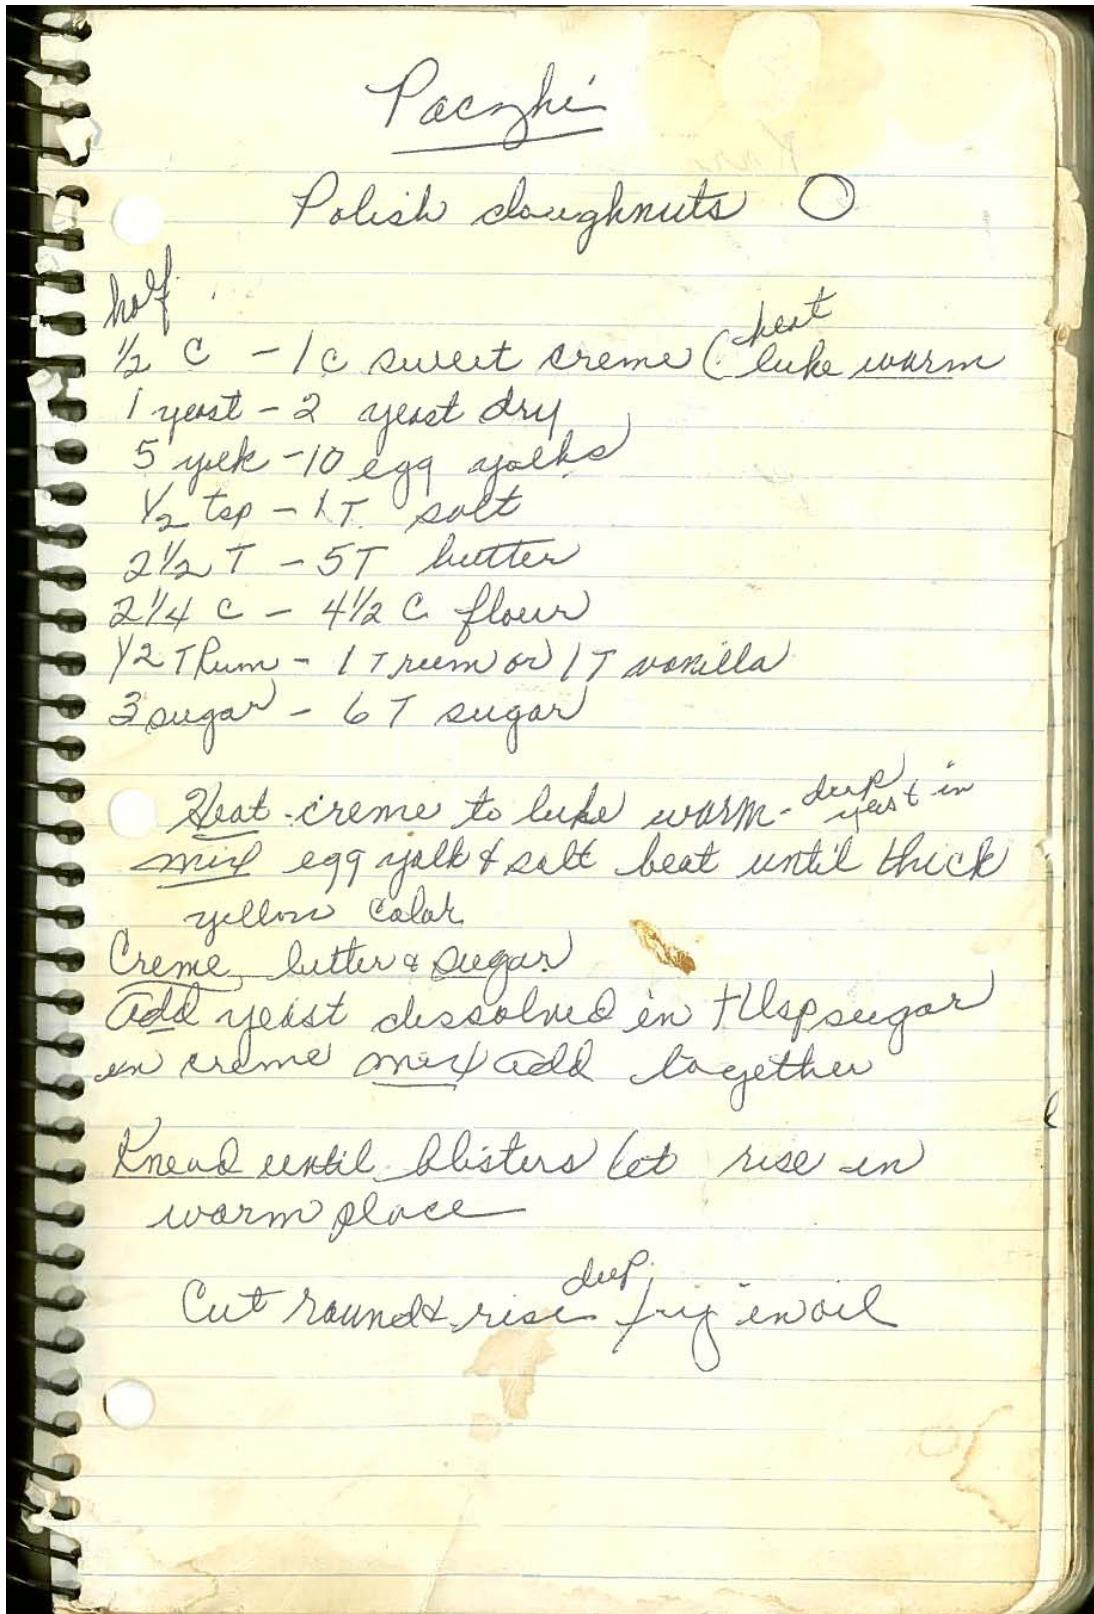 Paczki
Polish doughnuts
half
½ C - 1 C sweet creme ( heat luke warm
1 yeast - 2 yeast dry
5 yolk - 10 egg yolks
½ tsp - 1 T. salt
2½ T - 5T butter
2¼ C - 4½ C flour
½ T Rum - 1 T rum or 1 T vanilla
3 sugar - 6 T sugar
Heat creme to luke warm - yeast in
mix egg yolk & salt beat until thick
yellow color
Creme butter & sugar
add yeast dissolved in sugar
in creme mix add together
Knead until blisters let rise in
warm place
Cut round & rise deep fry in oil